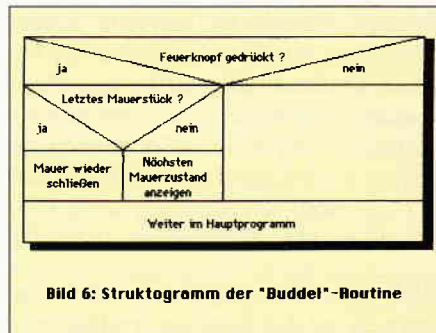 Feuerknopf gedrückt ?
ja
nein
Letztes Mauerstück ?
ja
nein
Mauer wieder
schließen
Nöchsten
Mauerzustand
anzeigen
Weiter im Hauptprogramm
Bild 6: Struktogramm der "Buddel"-Routine